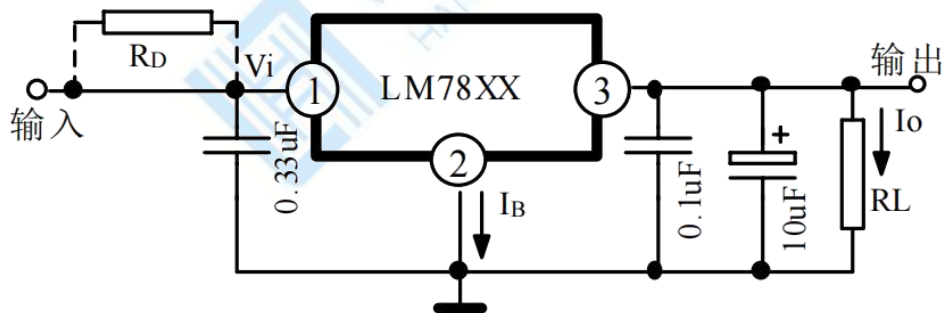 RD
Vi
输入
1
LM78XX
3
2
输出
Io
0.33uF
IB
0.1uF
+
10uF
RL